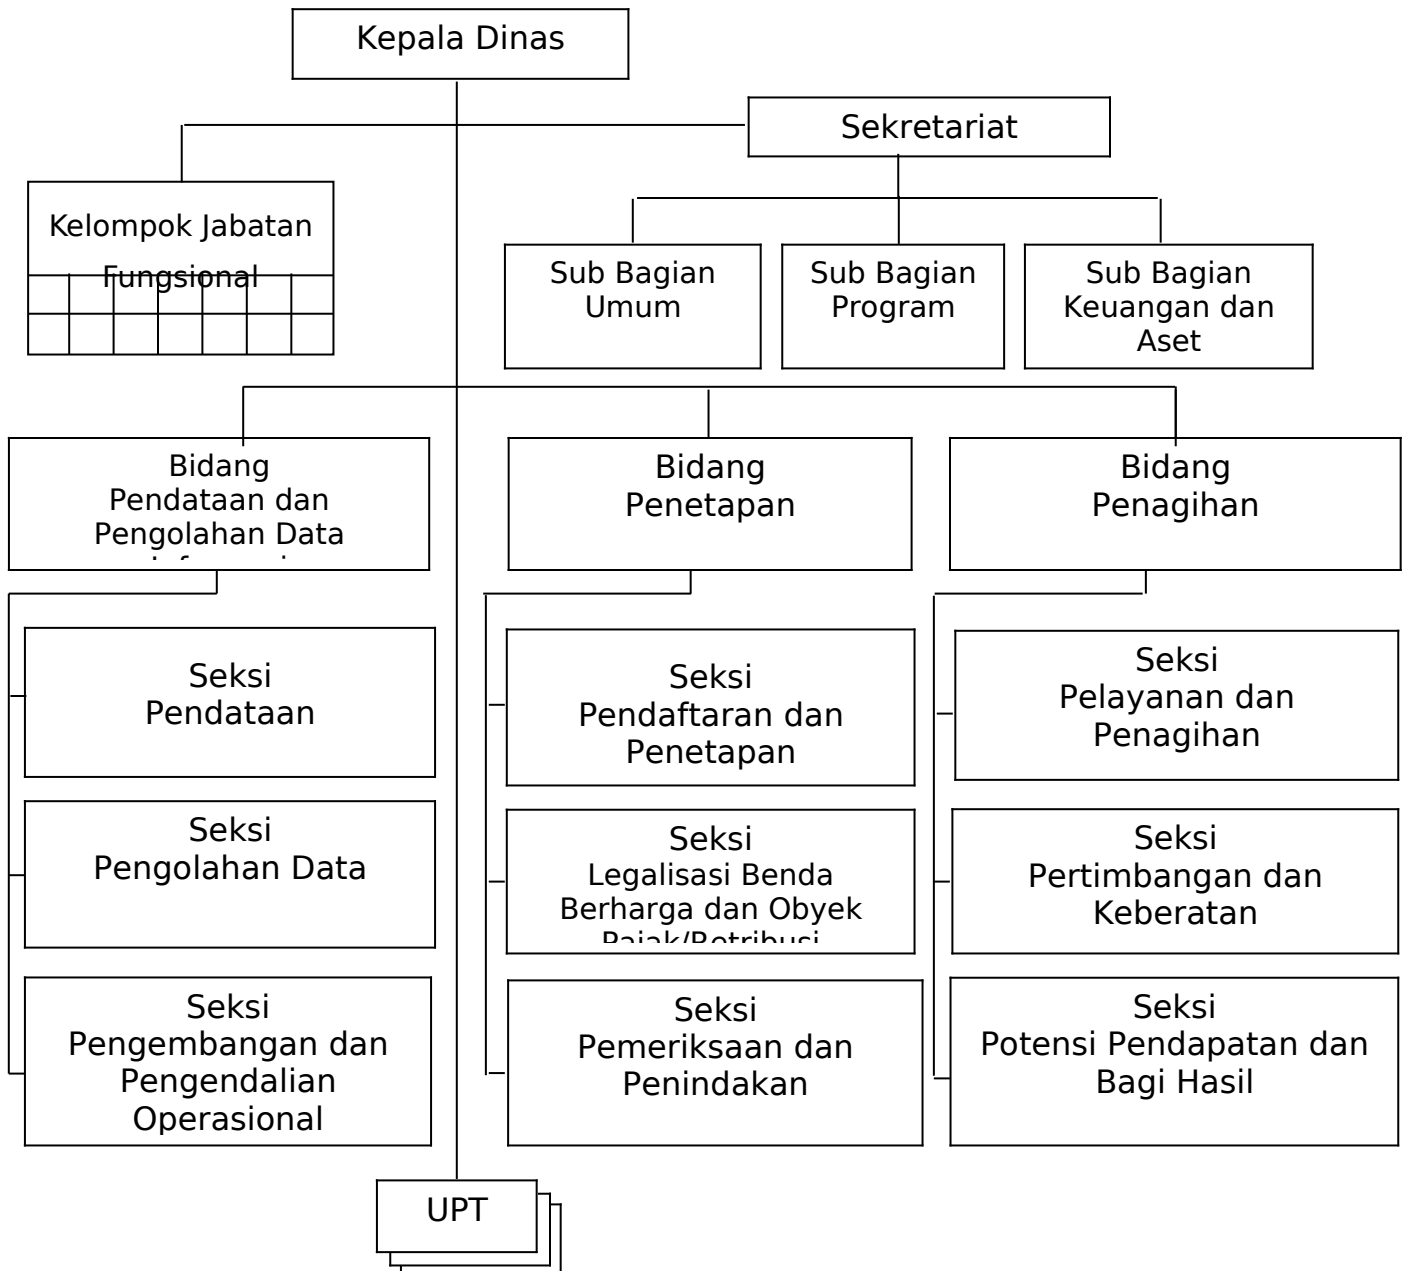 Kepala Dinas
Sekretariat
Kelompok Jabatan
Fungsional
Sub Bagian
Umum
Sub Bagian
Program
Sub Bagian
Keuangan dan
Aset
Bidang
Pendataan dan
Pengolahan Data
Bidang
Penetapan
Bidang
Penagihan
Seksi
Pendataan
Seksi
Pendaftaran dan
Penetapan
Seksi
Pelayanan dan
Penagihan
Seksi
Pengolahan Data
Seksi
Legalisasi Benda
Berharga dan Obyek
Pajak/Retribusi
Seksi
Pertimbangan dan
Keberatan
Seksi
Pengembangan dan
Pengendalian
Operasional
Seksi
Pemeriksaan dan
Penindakan
Seksi
Potensi Pendapatan dan
Bagi Hasil
UPT